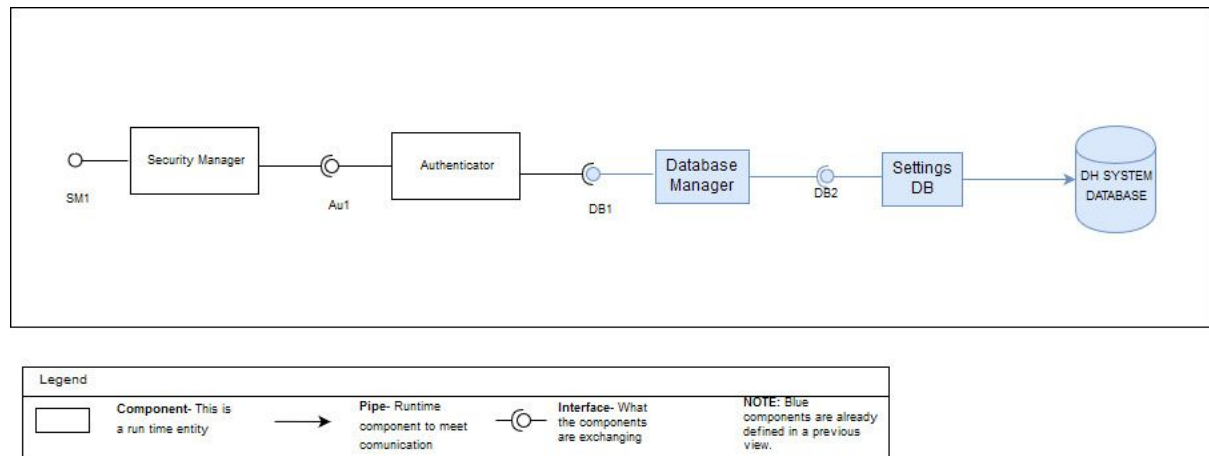 Security Manager
Authenticator
Database
Manager
Settings
DB
DH SYSTEM
DATABASE
SM1
Au1
DB1
DB2
Legend
Component- This is
a run time entity
Pipe- Runtime
component to meet
comunication
Interface- What
the components
are exchanging
NOTE: Blue
components are already
defined in a previous
view.